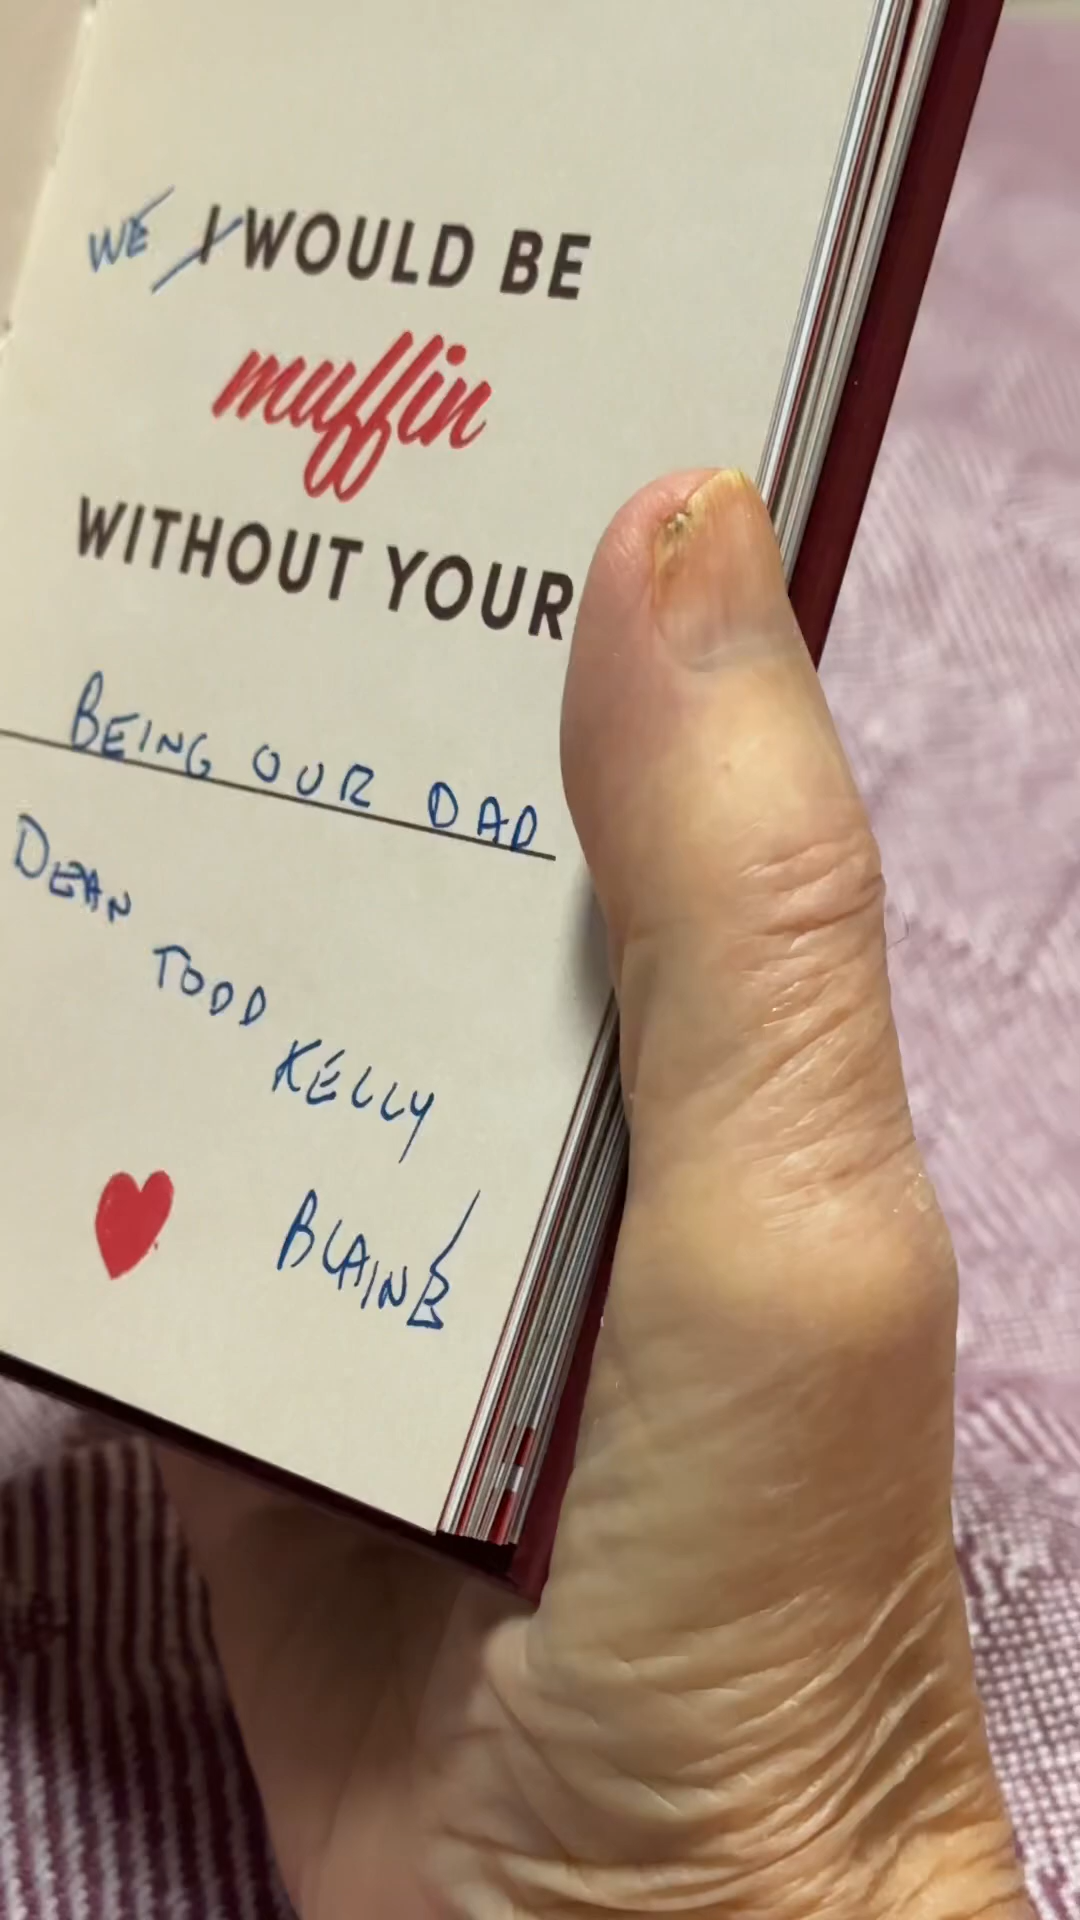 WE I WOULD BE
muffin
WITHOUT YOUR
BEING OUR DAD
DEAN
TODD
KELLY
BLAINE